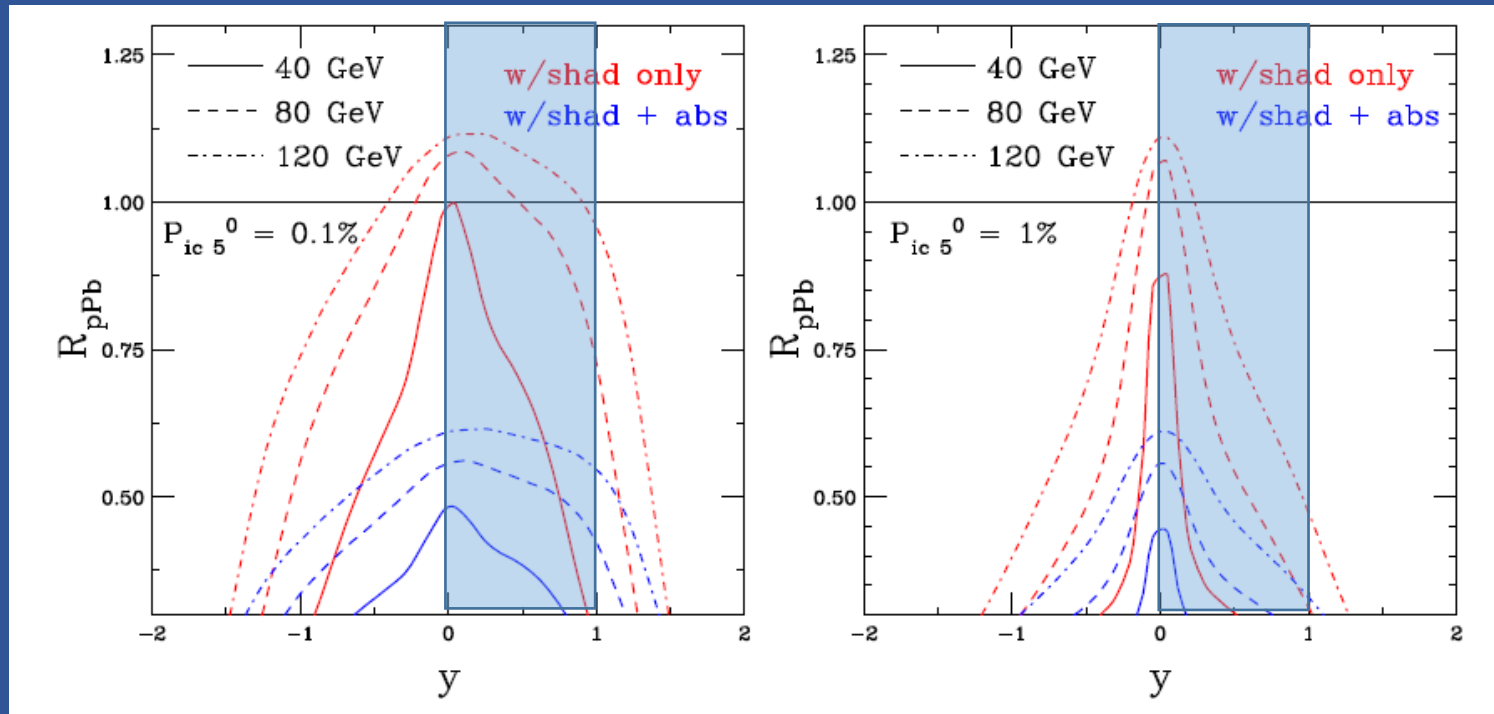 1.25
1.00
0.75
0.50
R_pPb
40 GeV
80 GeV
120 GeV
w/shad only
w/shad + abs
P_ic 5^0 = 0.1%
-2 -1 0 1 2
y
1.25
1.00
0.75
0.50
R_pPb
40 GeV
80 GeV
120 GeV
w/shad only
w/shad + abs
P_ic 5^0 = 1%
-2 -1 0 1 2
y